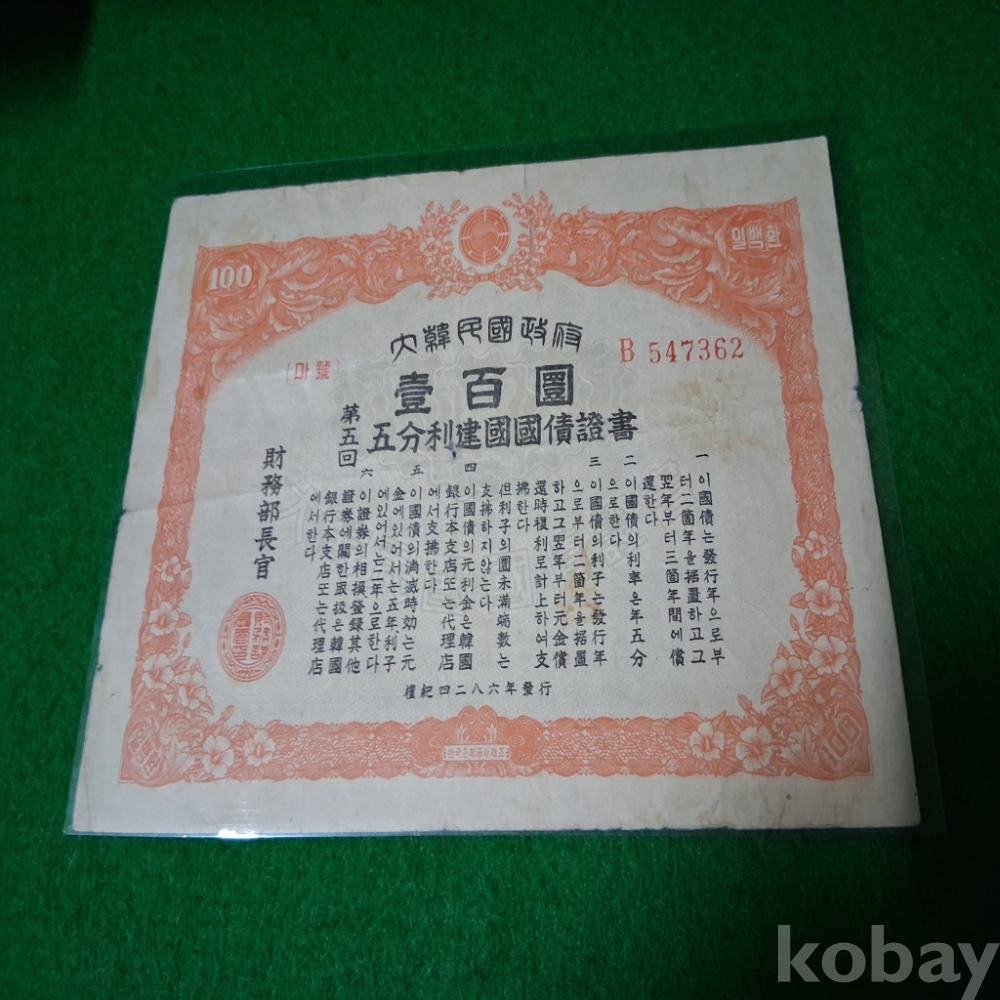 100
일백환
大韓民國政府
B 547362
(마號)
壹百圜
五分利建國國債證書
第五回
一 이國債는發行年으로부
터二箇年을据置하고그
翌年부터三箇年間에償
還한다
二 이國債의利率은年五分
으로한다
三 이國債의利子는發行年
으로부터二箇年을据置
하고그翌年부터元金償
還時複利로計上하여支
拂한다
但利子의圜未滿端數는
支拂하지않는다
四 이國債의元利金은韓國
銀行本支店또는代理店
에서支拂한다
五 이國債의消滅時効는元
金에있어서는五年利子
에있어서는二年으로한다
六 이證券의相換登錄其他
證券에關한取扱은韓國
銀行本支店또는代理店
에서한다
財務部長官
檀紀四二八六年發行
일백
100
kobay